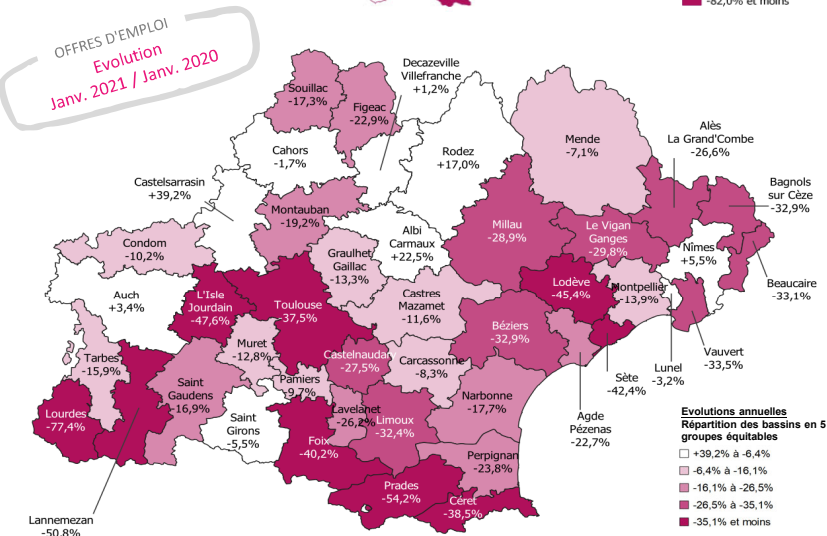 -82,0% et moins
OFFRES D'EMPLOI
Evolution
Janv. 2021 / Janv. 2020
Decazeville
Villefranche
+1,2%
Souillac
-17,3%
Figeac
-22,9%
Cahors
-1,7%
Rodez
+17,0%
Mende
-7,1%
Alès
La Grand'Combe
-26,6%
Bagnols
sur Cèze
-32,9%
Castelsarrasin
+39,2%
Montauban
-19,2%
Albi
Carmaux
+22,5%
Millau
-28,9%
Le Vigan
Ganges
-29,8%
Nîmes
+5,5%
Condom
-10,2%
Graulhet
Gaillac
-13,3%
Beaucaire
-33,1%
Auch
+3,4%
L'Isle
Jourdain
-47,6%
Toulouse
-37,5%
Castres
Mazamet
-11,6%
Lodève
-45,4%
Montpellier
-13,9%
Béziers
-32,9%
Muret
-12,8%
Castelnaudary
-27,5%
Carcassonne
-8,3%
Vauvert
-33,5%
Lunel
-3,2%
Sète
-42,4%
Tarbes
-15,9%
Saint
Gaudens
-16,9%
Pamiers
-9,7%
Narbonne
-17,7%
Agde
Pézenas
-22,7%
Lourdes
-77,4%
Saint
Girons
-5,5%
Lavelanet
-26,2%
Limoux
-32,4%
Foix
-40,2%
Perpignan
-23,8%
Prades
-54,2%
Céret
-38,5%
Lannemezan
-50,8%
Evolutions annuelles
Répartition des bassins en 5
groupes équitables
+39,2% à -6,4%
-6,4% à -16,1%
-16,1% à -26,5%
-26,5% à -35,1%
-35,1% et moins